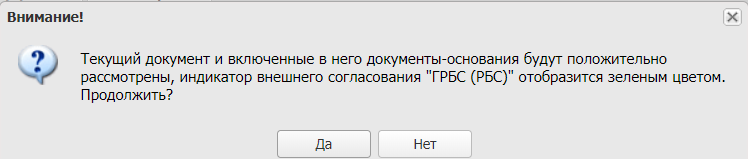 Внимание!
Текущий документ и включенные в него документы-основания будут положительно
рассмотрены, индикатор внешнего согласования "ГРБС (РБС)" отобразится зеленым цветом.
Продолжить?
Да
Нет